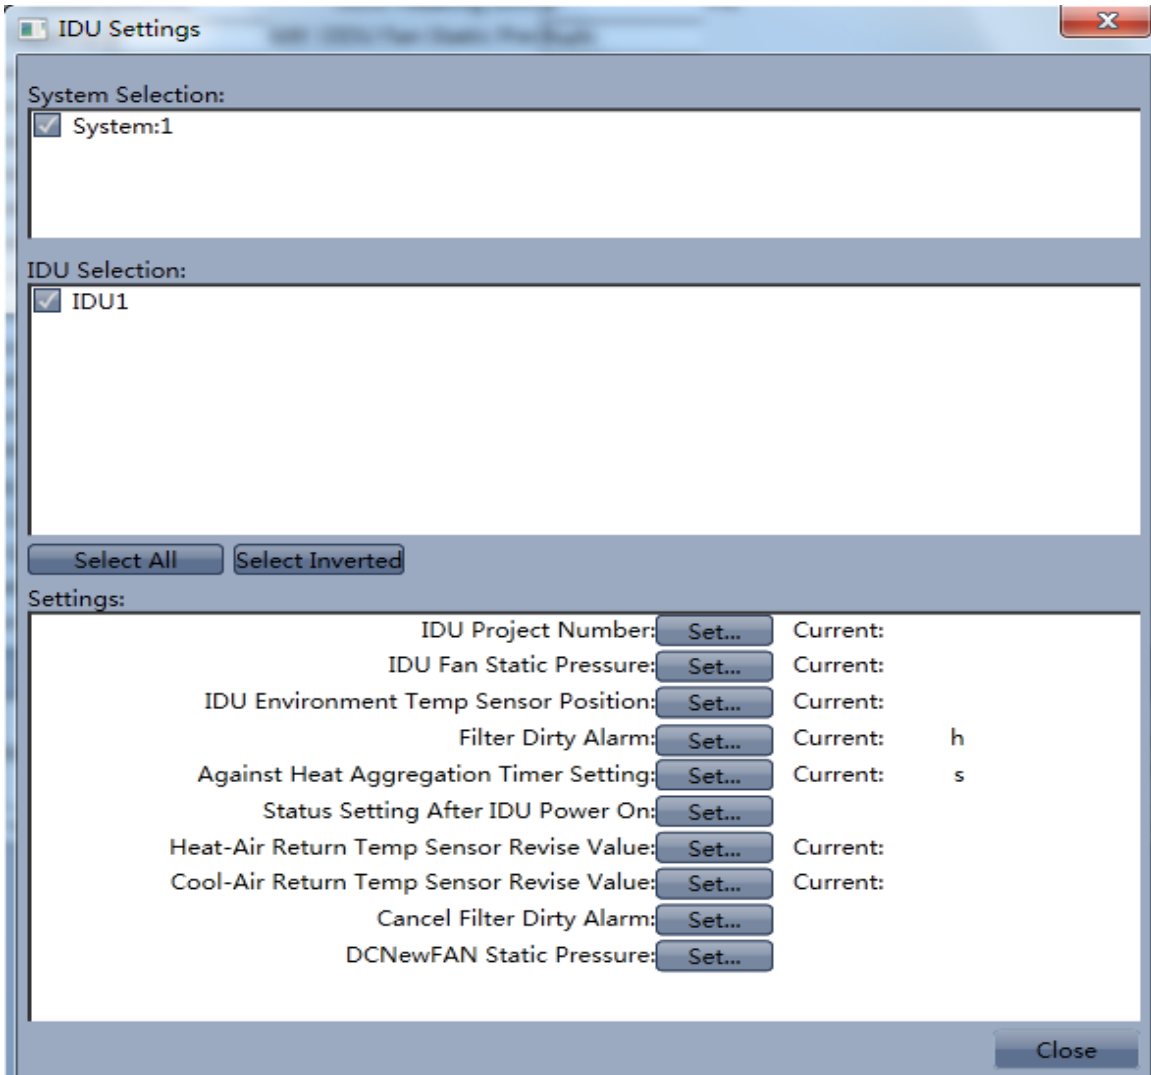 IDU Settings
System Selection:
System:1
IDU Selection:
IDU1
Select All Select Inverted
Settings:
IDU Project Number: Set... Current:
IDU Fan Static Pressure: Set... Current:
IDU Environment Temp Sensor Position: Set... Current:
Filter Dirty Alarm: Set... Current: h
Against Heat Aggregation Timer Setting: Set... Current: s
Status Setting After IDU Power On: Set...
Heat-Air Return Temp Sensor Revise Value: Set... Current:
Cool-Air Return Temp Sensor Revise Value: Set... Current:
Cancel Filter Dirty Alarm: Set...
DCNewFAN Static Pressure: Set...
Close